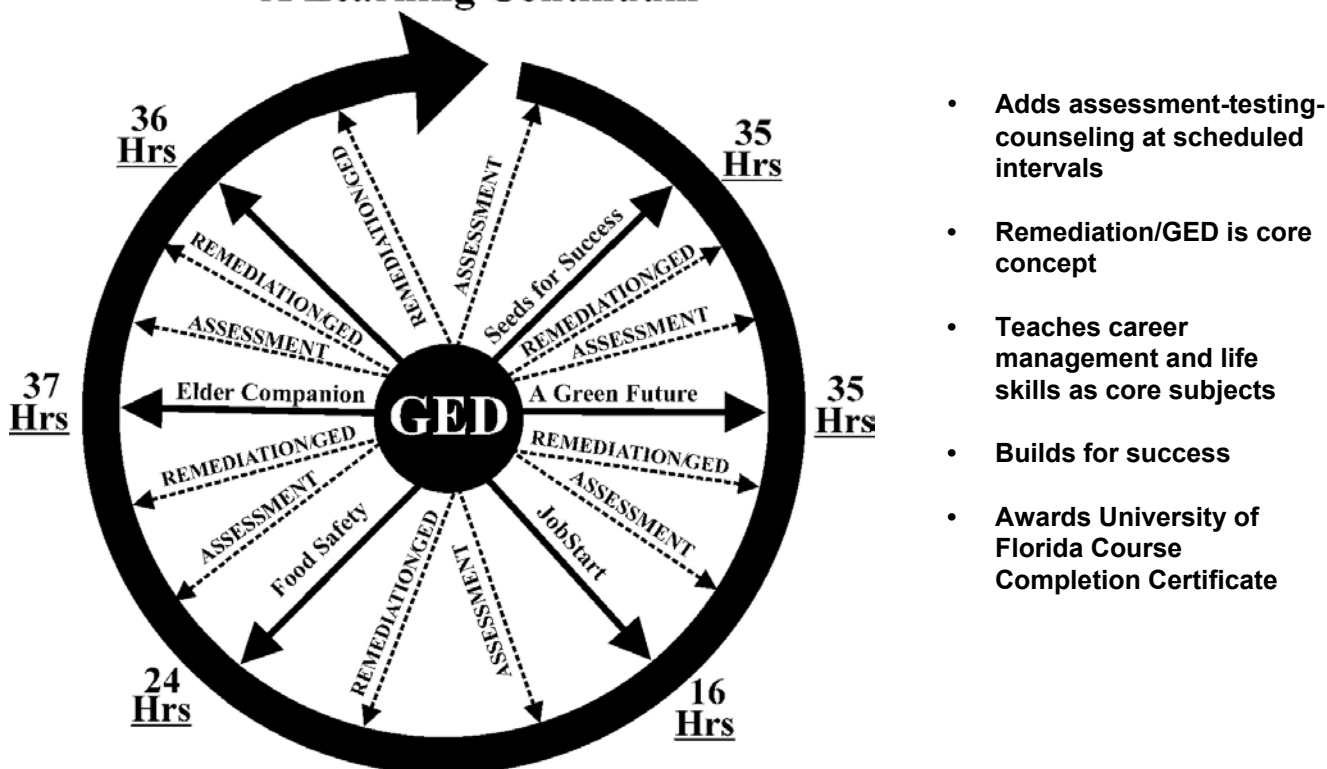 36
Hrs
35
Hrs
REMEDIATION/GED
ASSESSMENT
Seeds for Success
REMEDIATION/GED
ASSESSMENT
REMEDIATION/GED
ASSESSMENT
37
Hrs
Elder Companion
GED
A Green Future
35
Hrs
REMEDIATION/GED
ASSESSMENT
REMEDIATION/GED
ASSESSMENT
Food Safety
REMEDIATION/GED
ASSESSMENT
JobStart
24
Hrs
16
Hrs
• Adds assessment-testing-
counseling at scheduled
intervals
• Remediation/GED is core
concept
• Teaches career
management and life
skills as core subjects
• Builds for success
• Awards University of
Florida Course
Completion Certificate